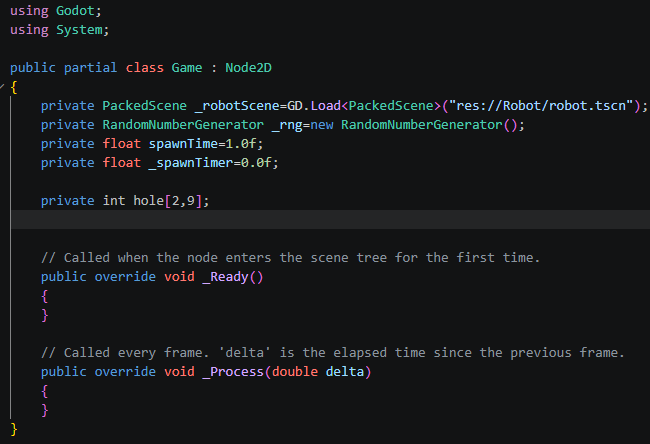 using Godot;
using System;
public partial class Game : Node2D
{
private PackedScene _robotScene=GD.Load<PackedScene>("res://Robot/robot.tscn");
private RandomNumberGenerator _rng=new RandomNumberGenerator();
private float spawnTime=1.0f;
private float _spawnTimer=0.0f;
private int hole[2,9];
// Called when the node enters the scene tree for the first time.
public override void _Ready()
{
}
// Called every frame. 'delta' is the elapsed time since the previous frame.
public override void _Process(double delta)
{
}
}